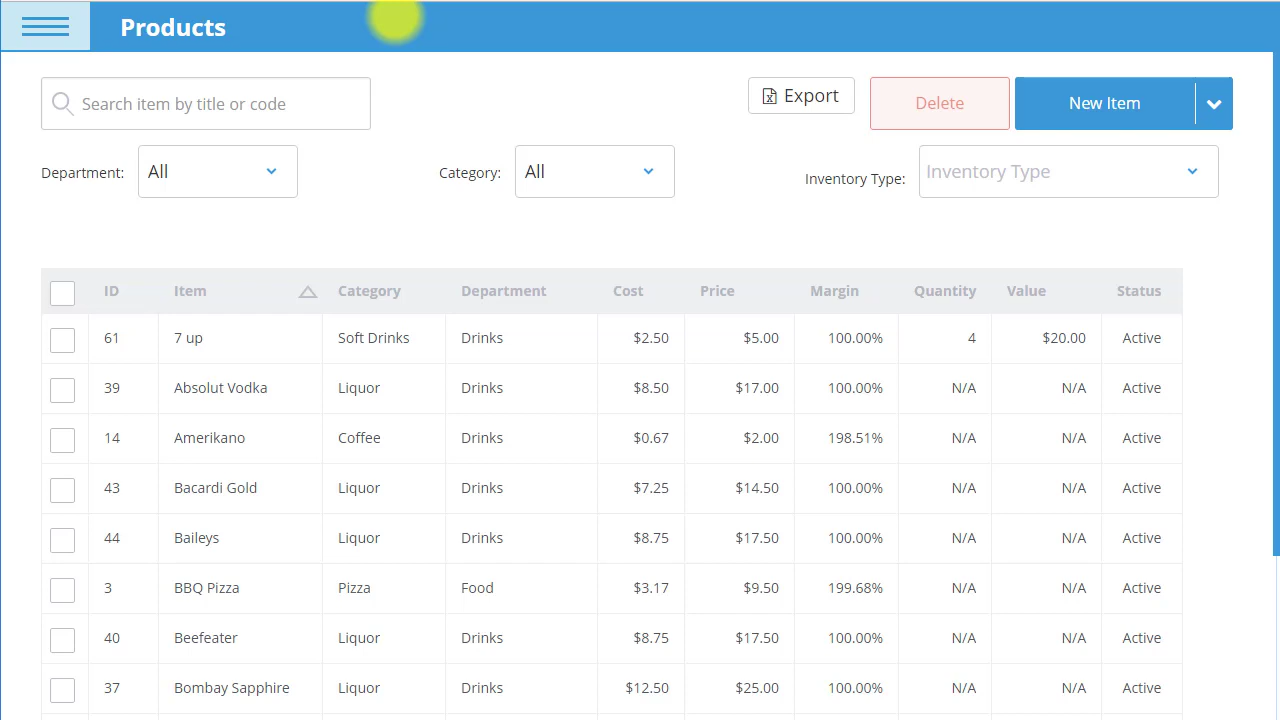 Products
Search item by title or code
Export
Delete
New Item
Department: All
Category: All
Inventory Type: Inventory Type
ID Item Category Department Cost Price Margin Quantity Value Status
61 7 up Soft Drinks Drinks $2.50 $5.00 100.00% 4 $20.00 Active
39 Absolut Vodka Liquor Drinks $8.50 $17.00 100.00% N/A N/A Active
14 Amerikano Coffee Drinks $0.67 $2.00 198.51% N/A N/A Active
43 Bacardi Gold Liquor Drinks $7.25 $14.50 100.00% N/A N/A Active
44 Baileys Liquor Drinks $8.75 $17.50 100.00% N/A N/A Active
3 BBQ Pizza Pizza Food $3.17 $9.50 199.68% N/A N/A Active
40 Beefeater Liquor Drinks $8.75 $17.50 100.00% N/A N/A Active
37 Bombay Sapphire Liquor Drinks $12.50 $25.00 100.00% N/A N/A Active